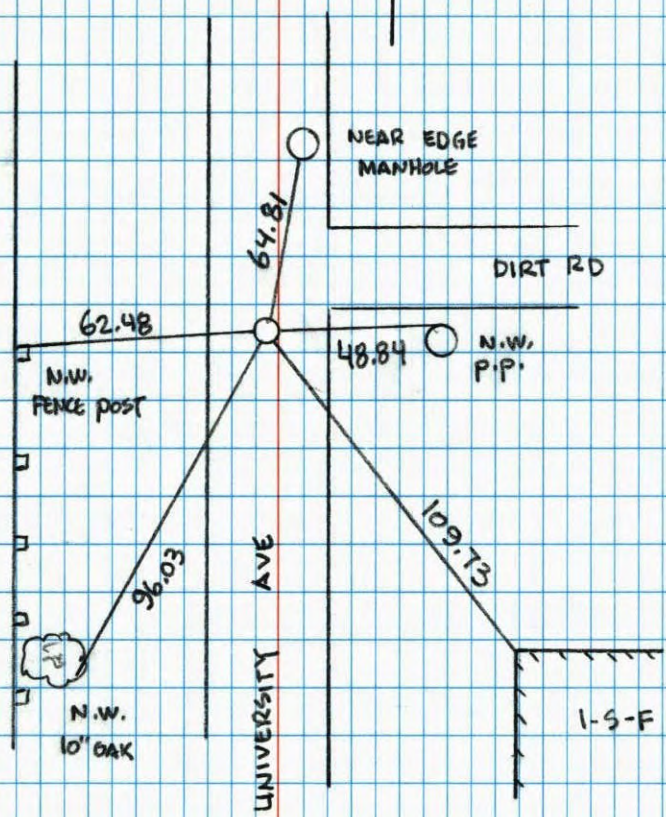 NEAR EDGE
MANHOLE
64.81
DIRT RD
62.48
48.84
N.W.
P.P.
N.W.
FENCE POST
109.73
96.03
UNIVERSITY AVE
N.W.
10" OAK
1-S-F